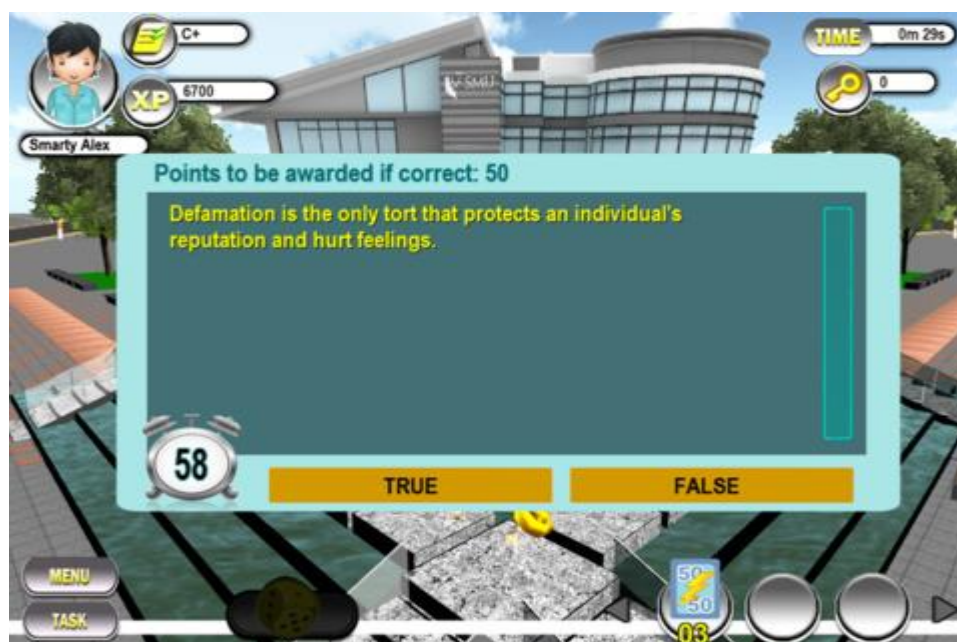 C+
TIME
0m 29s
XP
6700
0
Smarty Alex
Points to be awarded if correct: 50
Defamation is the only tort that protects an individual's
reputation and hurt feelings.
58
TRUE
FALSE
MENU
TASK
50
50
03